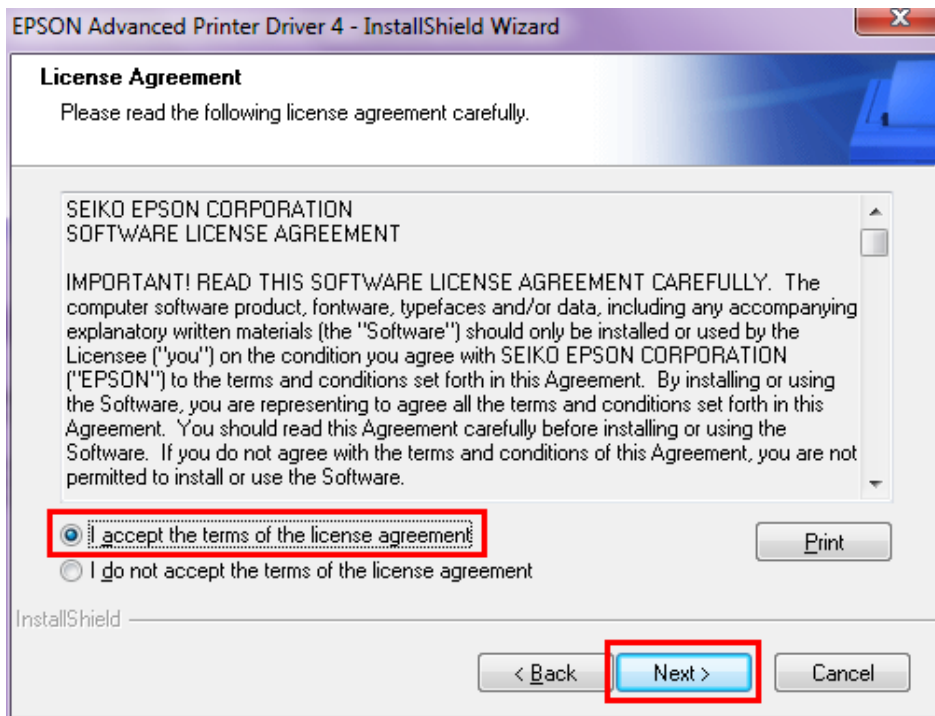 EPSON Advanced Printer Driver 4 - InstallShield Wizard
License Agreement
Please read the following license agreement carefully.
SEIKO EPSON CORPORATION
SOFTWARE LICENSE AGREEMENT
IMPORTANT! READ THIS SOFTWARE LICENSE AGREEMENT CAREFULLY.  The
computer software product, fontware, typefaces and/or data, including any accompanying
explanatory written materials (the "Software") should only be installed or used by the
Licensee ("you") on the condition you agree with SEIKO EPSON CORPORATION
("EPSON") to the terms and conditions set forth in this Agreement.  By installing or using
the Software, you are representing to agree all the terms and conditions set forth in this
Agreement.  You should read this Agreement carefully before installing or using the
Software.  If you do not agree with the terms and conditions of this Agreement, you are not
permitted to install or use the Software.
I accept the terms of the license agreement
Print
I do not accept the terms of the license agreement
InstallShield
< Back
Next >
Cancel